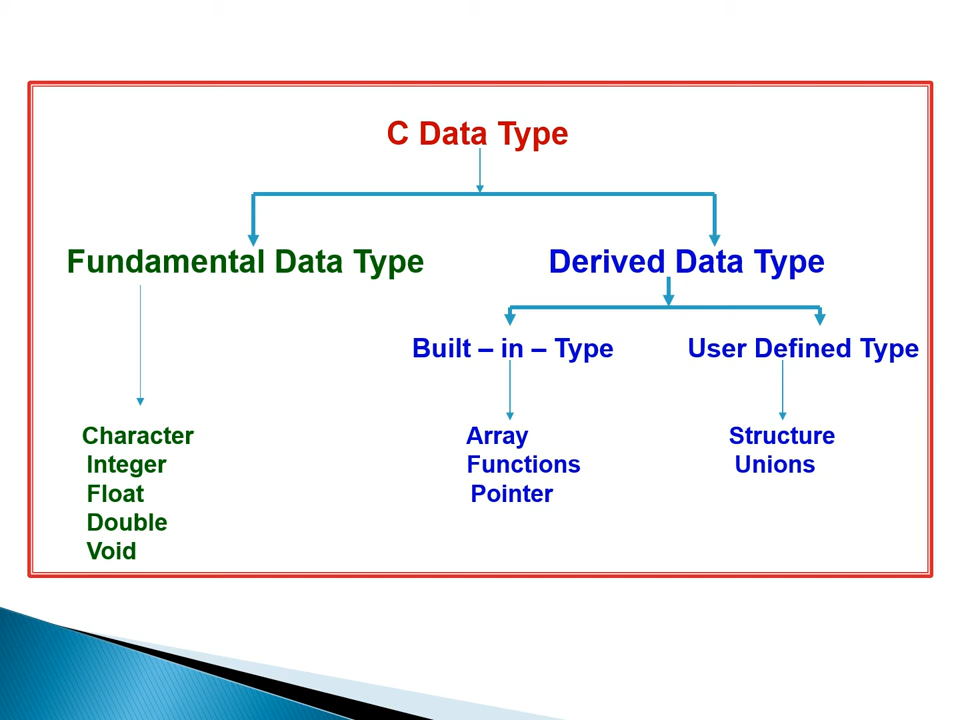 C Data Type
Fundamental Data Type
Derived Data Type
Built – in – Type
User Defined Type
Character
Integer
Float
Double
Void
Array
Functions
Pointer
Structure
Unions